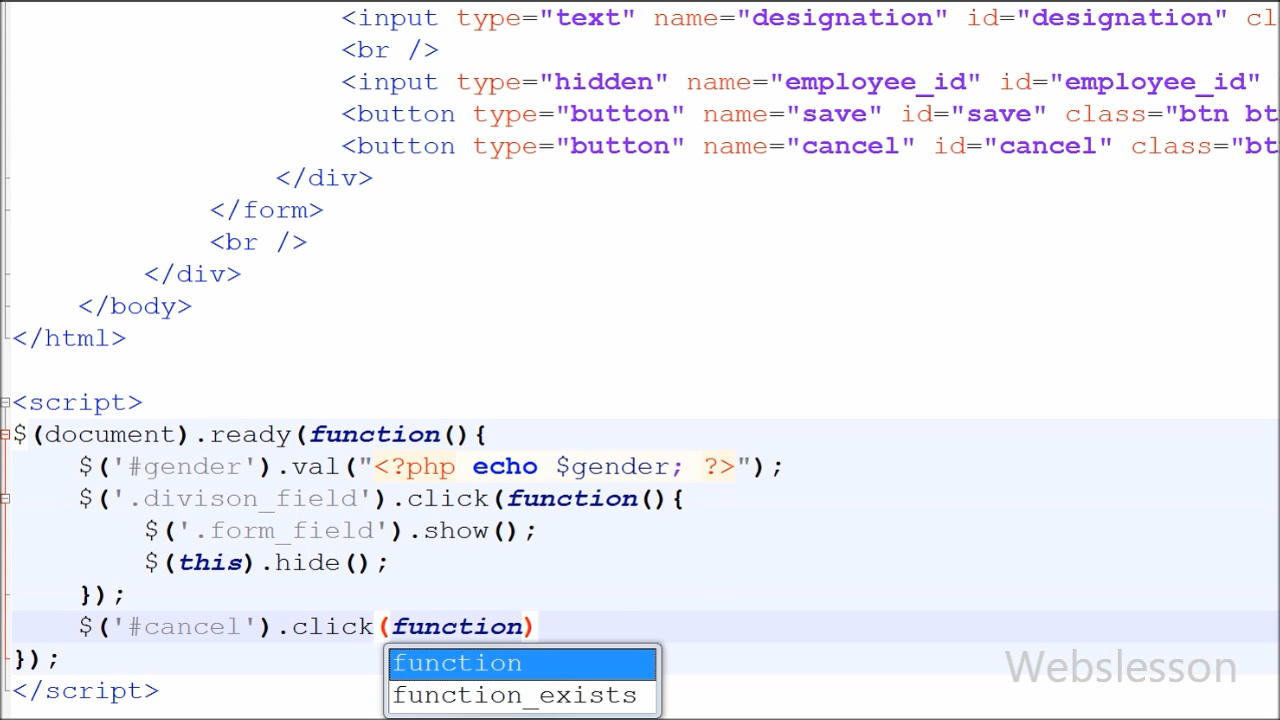 <input type="text" name="designation" id="designation" cl
<br />
<input type="hidden" name="employee_id" id="employee_id"
<button type="button" name="save" id="save" class="btn bt
<button type="button" name="cancel" id="cancel" class="bt
</div>
</form>
<br />
</div>
</body>
</html>
<script>
$(document).ready(function(){
$('#gender').val("<?php echo $gender; ?>");
$('.divison_field').click(function(){
$('.form_field').show();
$(this).hide();
});
$('#cancel').click(function)
function
function_exists
});
</script>
Webslesson